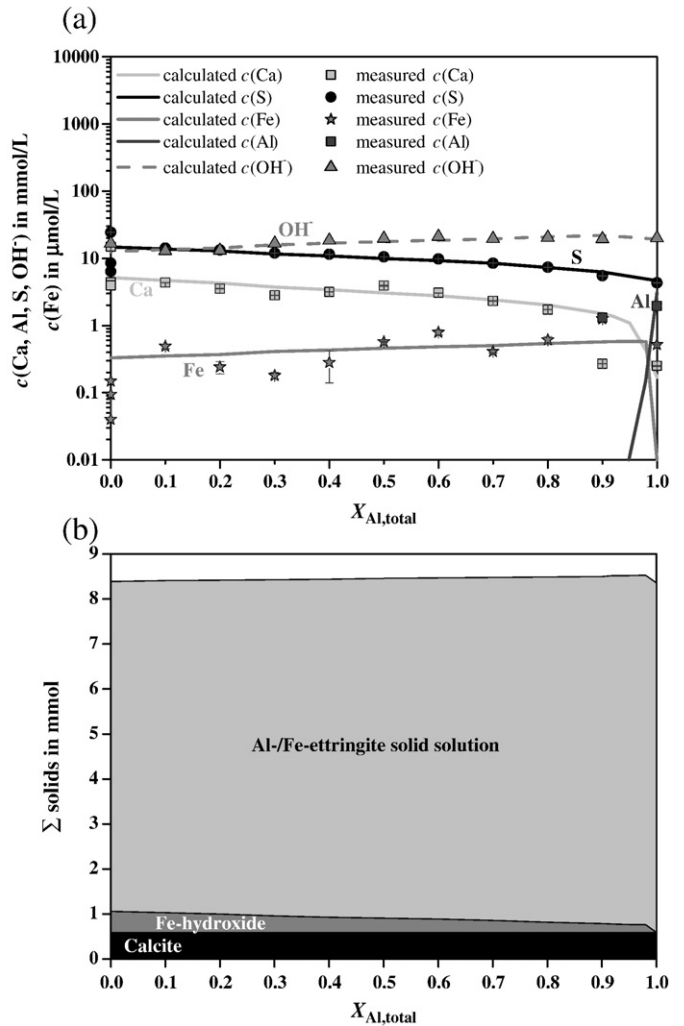 (a)
10000
1000
100
10
1
0.1
0.01
c(Ca, Al, S, OH⁻) in mmol/L
c(Fe) in μmol/L
calculated c(Ca)
calculated c(S)
calculated c(Fe)
calculated c(Al)
calculated c(OH⁻)
measured c(Ca)
measured c(S)
measured c(Fe)
measured c(Al)
measured c(OH⁻)
OH⁻
S
Ca
Al
Fe
0.0 0.1 0.2 0.3 0.4 0.5 0.6 0.7 0.8 0.9 1.0
X Al,total
(b)
9
8
7
6
5
4
3
2
1
0
∑ solids in mmol
Al-/Fe-ettringite solid solution
Fe-hydroxide
Calcite
0.0 0.1 0.2 0.3 0.4 0.5 0.6 0.7 0.8 0.9 1.0
X Al,total